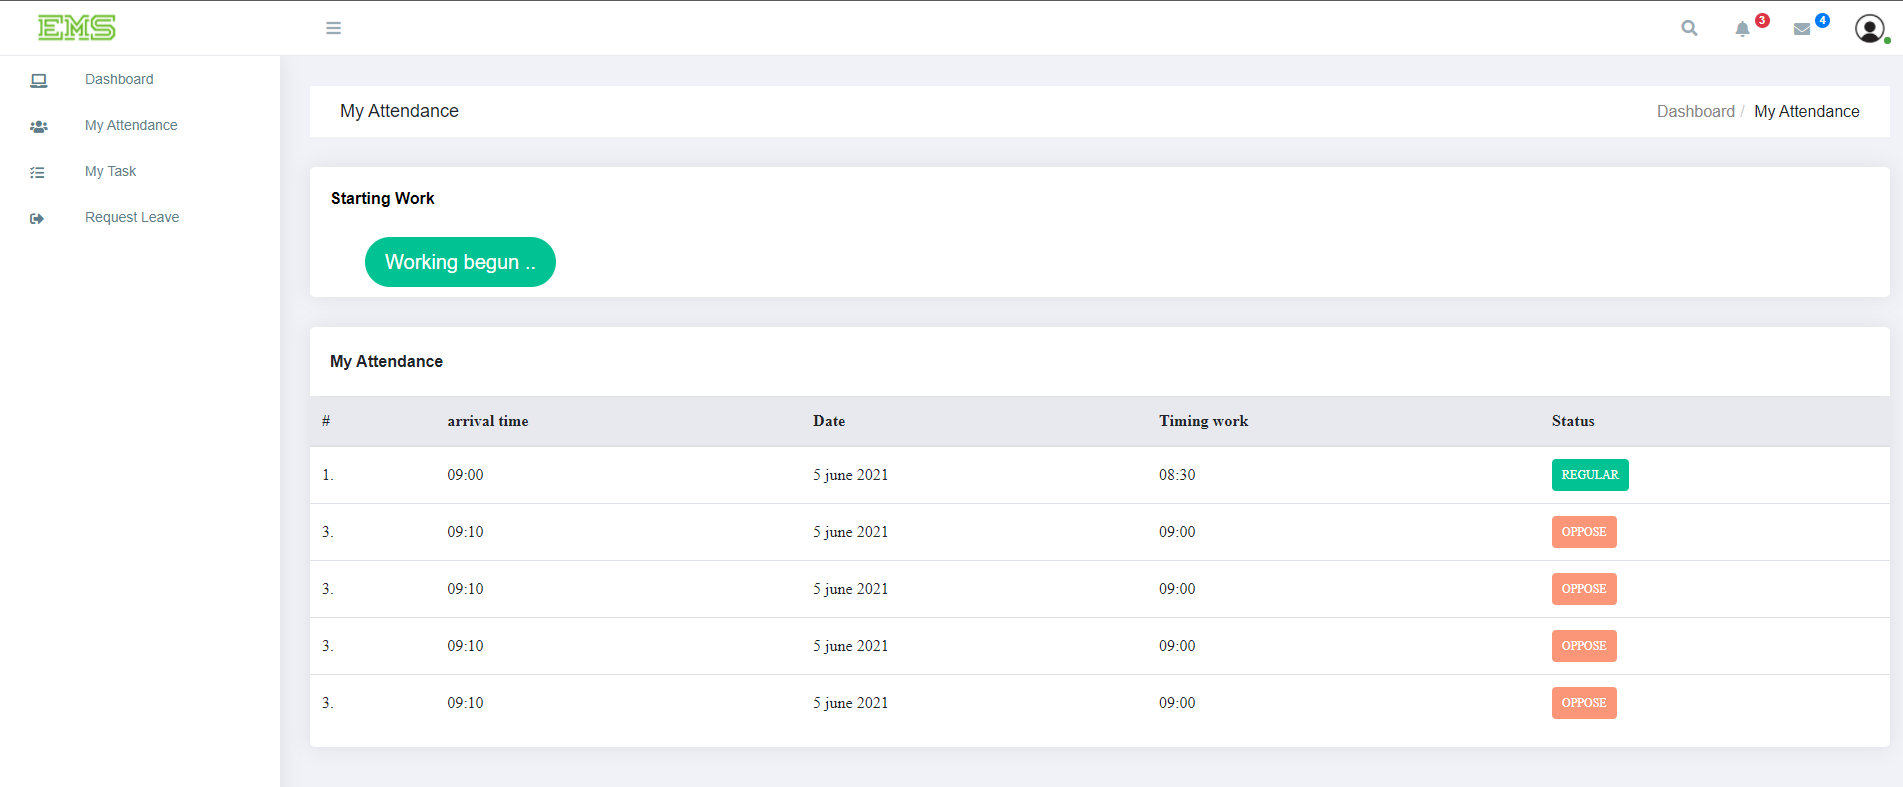 EMS
3
4
Dashboard
My Attendance
My Task
Request Leave
My Attendance
Dashboard / My Attendance
Starting Work
Working begun ..
My Attendance
# arrival time Date Timing work Status
1. 09:00 5 june 2021 08:30 REGULAR
3. 09:10 5 june 2021 09:00 OPPOSE
3. 09:10 5 june 2021 09:00 OPPOSE
3. 09:10 5 june 2021 09:00 OPPOSE
3. 09:10 5 june 2021 09:00 OPPOSE